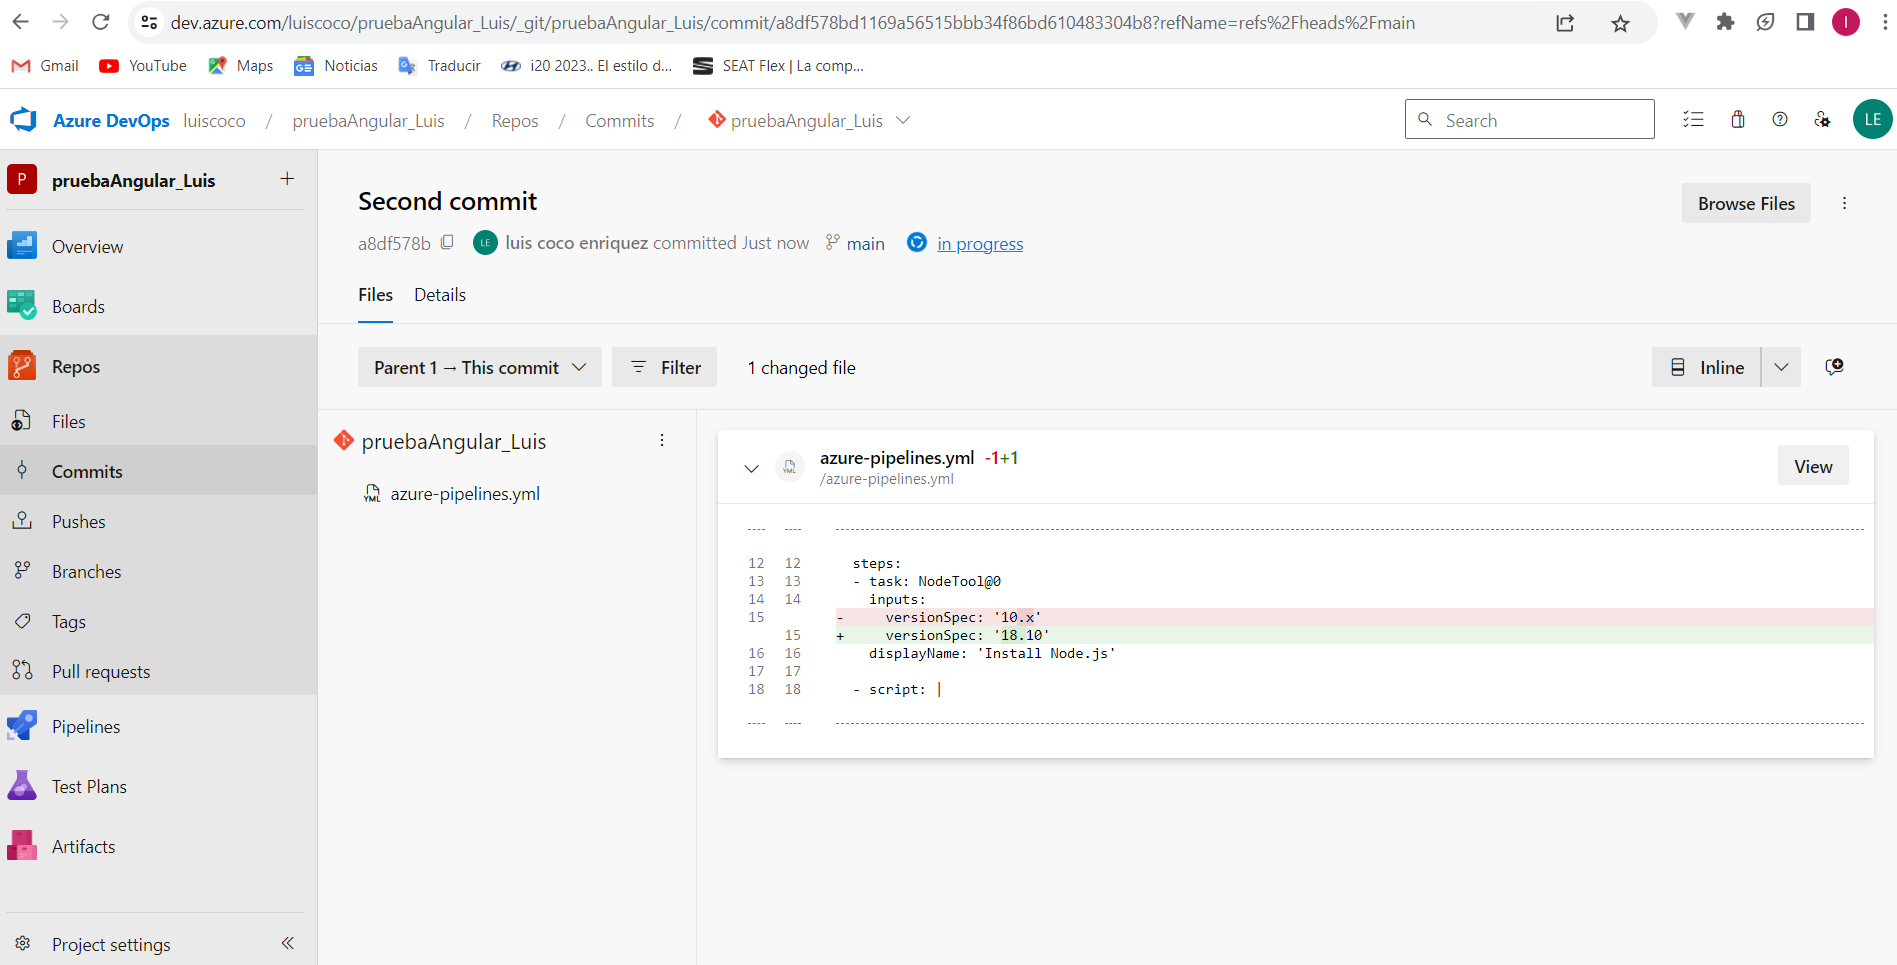 dev.azure.com/luiscoco/pruebaAngular_Luis/_git/pruebaAngular_Luis/commit/a8df578bd1169a56515bbb34f86bd610483304b8?refName=refs%2Fheads%2Fmain
I
Gmail YouTube Maps Noticias Traducir i20 2023.. El estilo d... SEAT Flex | La comp...
Azure DevOps luiscoco / pruebaAngular_Luis / Repos / Commits / pruebaAngular_Luis
Search
LE
P pruebaAngular_Luis +
Overview
Boards
Repos
Files
Commits
Pushes
Branches
Tags
Pull requests
Pipelines
Test Plans
Artifacts
Project settings
Second commit
Browse Files
a8df578b LE luis coco enriquez committed Just now main in progress
Files Details
Parent 1 → This commit Filter 1 changed file Inline
pruebaAngular_Luis
YML azure-pipelines.yml
YML azure-pipelines.yml -1+1
/azure-pipelines.yml
View
12 12 steps:
13 13 - task: NodeTool@0
14 14 inputs:
15 - versionSpec: '10.x'
15 + versionSpec: '18.10'
16 16 displayName: 'Install Node.js'
17 17
18 18 - script: |